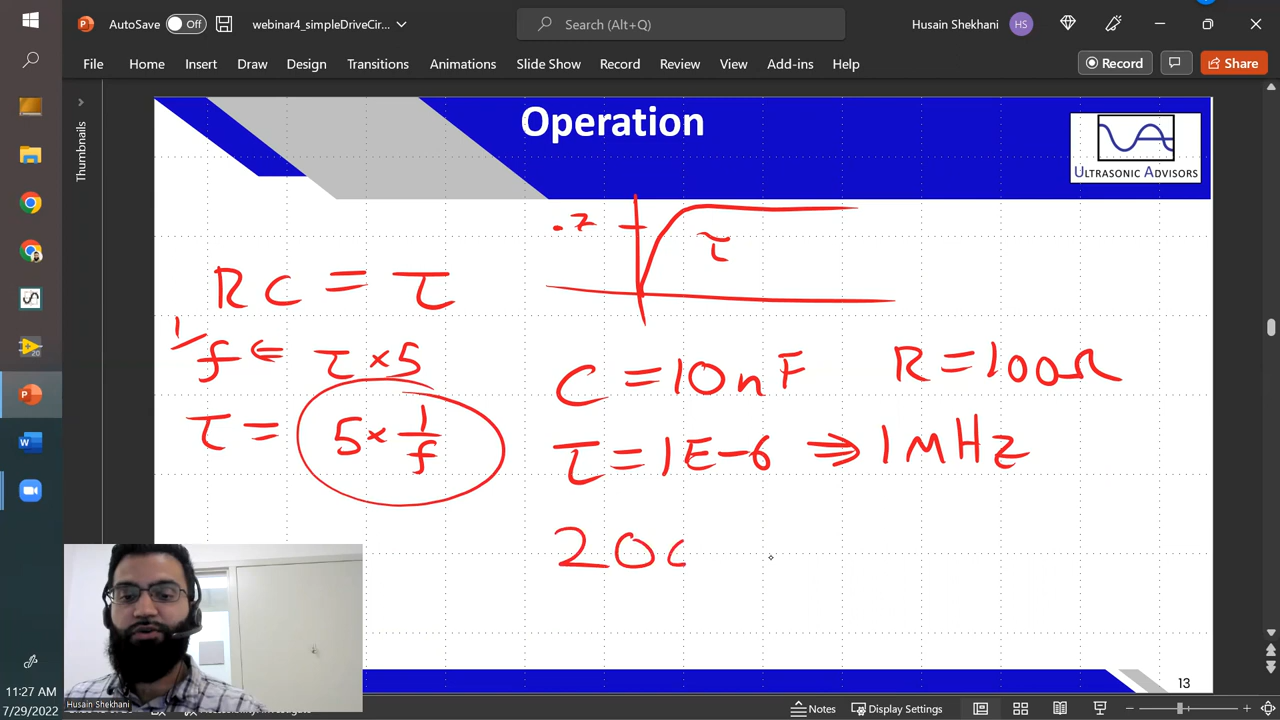 AutoSave Off webinar4_simpleDriveCir... Search (Alt+Q) Husain Shekhani HS
File Home Insert Draw Design Transitions Animations Slide Show Record Review View Add-ins Help Record Share
Thumbnails
Operation
ULTRASONIC ADVISORS
.7
τ
RC = τ
1/f ← τ × 5
C = 10nF R = 100Ω
τ = 5 × 1/f
τ = 1E-6 ⇒ 1MHz
200
13
Husain Shekhani
11:27 AM
7/29/2022
Notes Display Settings